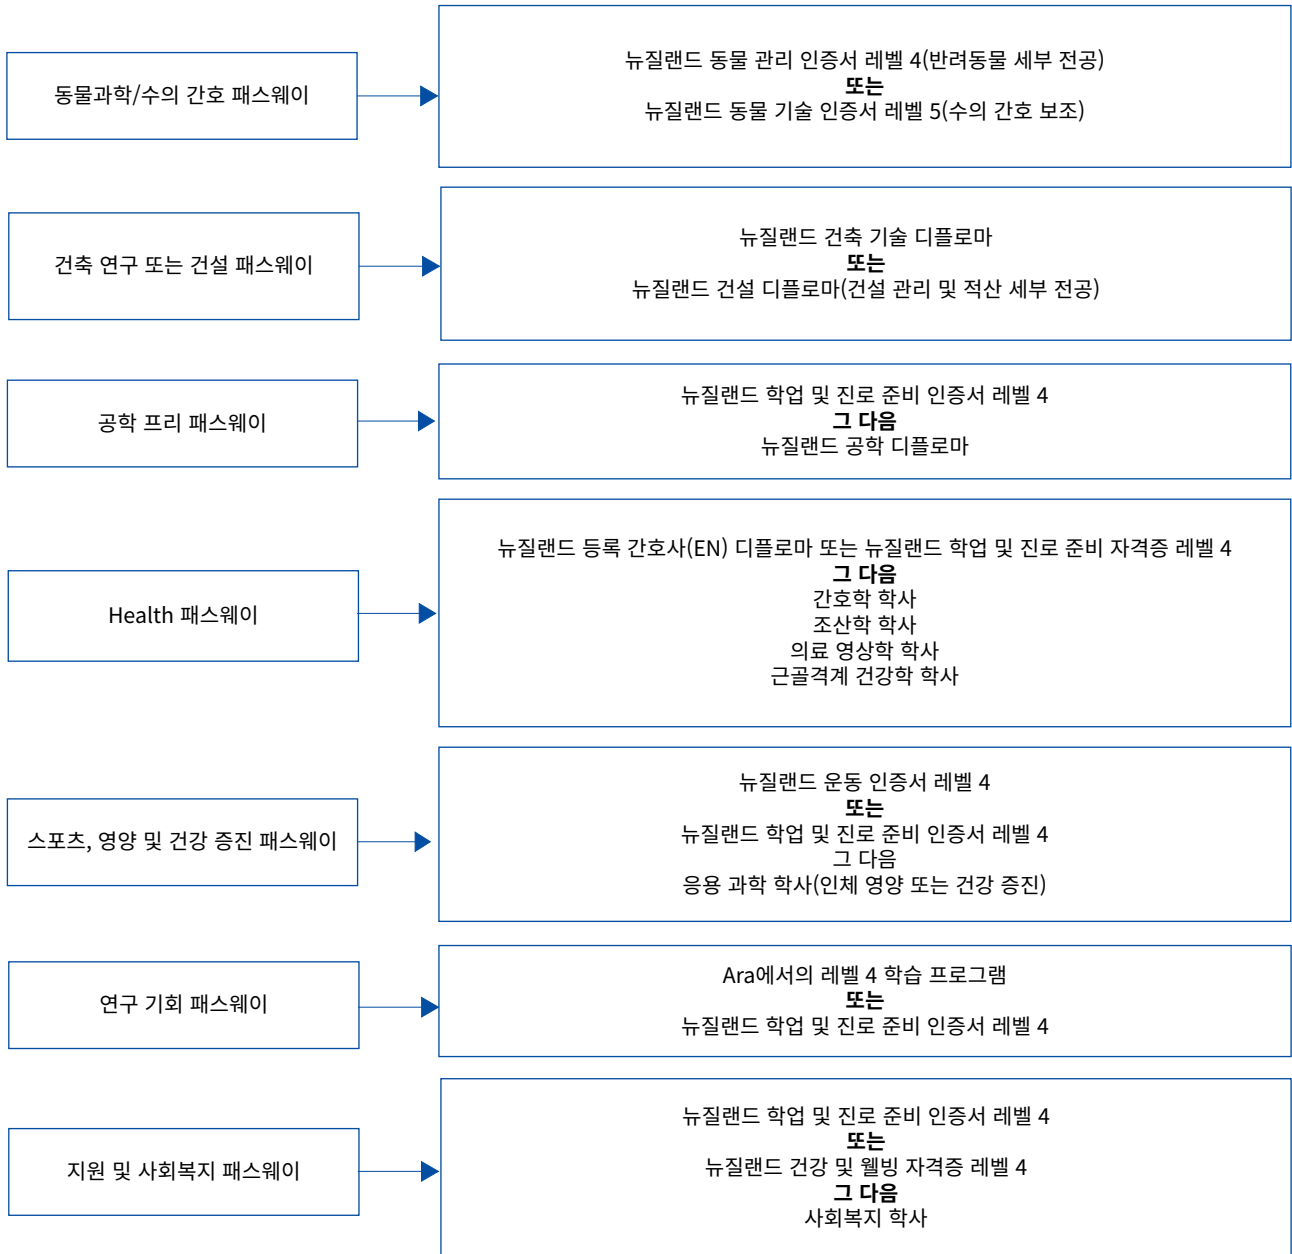 동물과학/수의 간호 패스웨이
뉴질랜드 동물 관리 인증서 레벨 4(반려동물 세부 전공)
또는
뉴질랜드 동물 기술 인증서 레벨 5(수의 간호 보조)
건축 연구 또는 건설 패스웨이
뉴질랜드 건축 기술 디플로마
또는
뉴질랜드 건설 디플로마(건설 관리 및 적산 세부 전공)
공학 프리 패스웨이
뉴질랜드 학업 및 진로 준비 인증서 레벨 4
그 다음
뉴질랜드 공학 디플로마
Health 패스웨이
뉴질랜드 등록 간호사(EN) 디플로마 또는 뉴질랜드 학업 및 진로 준비 자격증 레벨 4
그 다음
간호학 학사
조산학 학사
의료 영상학 학사
근골격계 건강학 학사
스포츠, 영양 및 건강 증진 패스웨이
뉴질랜드 운동 인증서 레벨 4
또는
뉴질랜드 학업 및 진로 준비 인증서 레벨 4
그 다음
응용 과학 학사(인체 영양 또는 건강 증진)
연구 기회 패스웨이
Ara에서의 레벨 4 학습 프로그램
또는
뉴질랜드 학업 및 진로 준비 인증서 레벨 4
지원 및 사회복지 패스웨이
뉴질랜드 학업 및 진로 준비 인증서 레벨 4
또는
뉴질랜드 건강 및 웰빙 자격증 레벨 4
그 다음
사회복지 학사